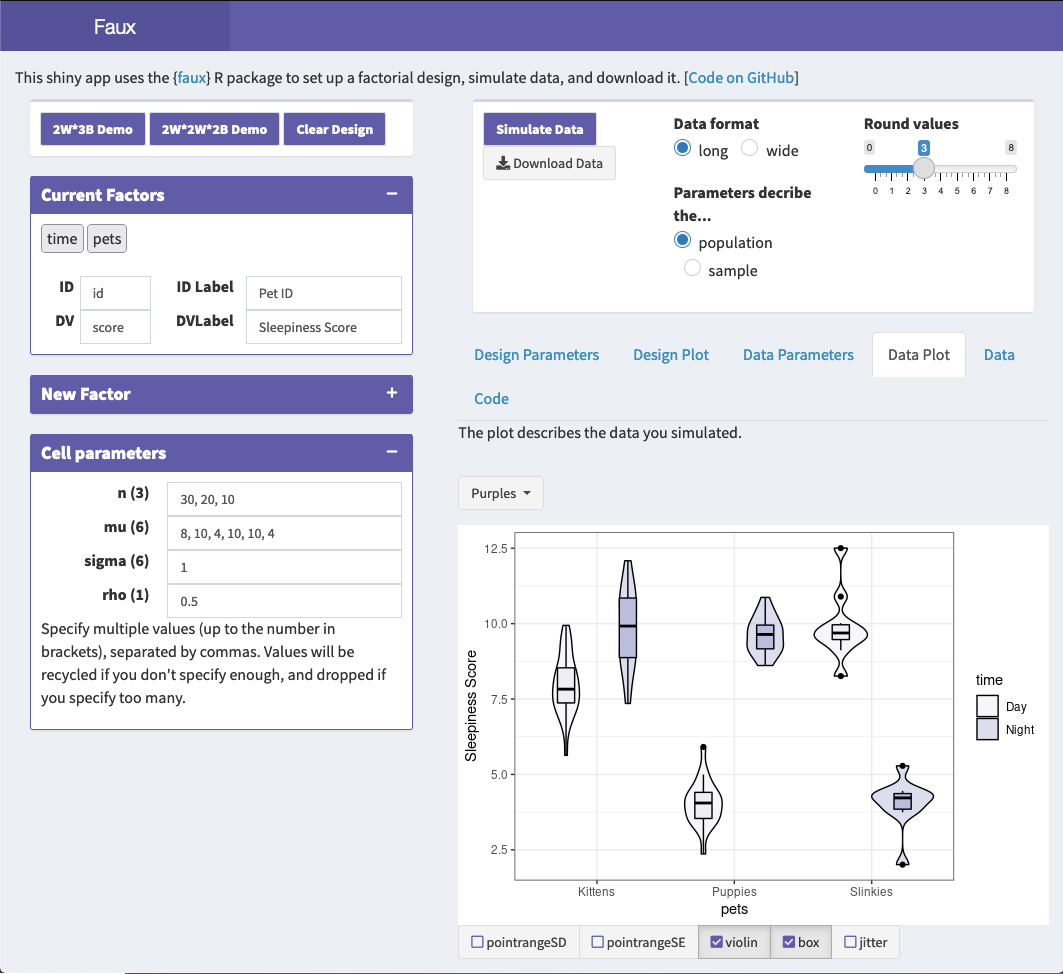 Faux
This shiny app uses the {faux} R package to set up a factorial design, simulate data, and download it. [Code on GitHub]
2W*3B Demo
2W*2W*2B Demo
Clear Design
Current Factors
time
pets
ID
id
ID Label
Pet ID
DV
score
DVLabel
Sleepiness Score
New Factor
Cell parameters
n (3)
30, 20, 10
mu (6)
8, 10, 4, 10, 10, 4
sigma (6)
1
rho (1)
0.5
Specify multiple values (up to the number in
brackets), separated by commas. Values will be
recycled if you don't specify enough, and dropped if
you specify too many.
Simulate Data
Download Data
Data format
long
wide
Parameters decribe
the...
population
sample
Round values
0
3
8
0 1 2 3 4 5 6 7 8
Design Parameters
Design Plot
Data Parameters
Data Plot
Data
Code
The plot describes the data you simulated.
Purples
Sleepiness Score
12.5
10.0
7.5
5.0
2.5
Kittens
Puppies
Slinkies
pets
time
Day
Night
pointrangeSD
pointrangeSE
violin
box
jitter